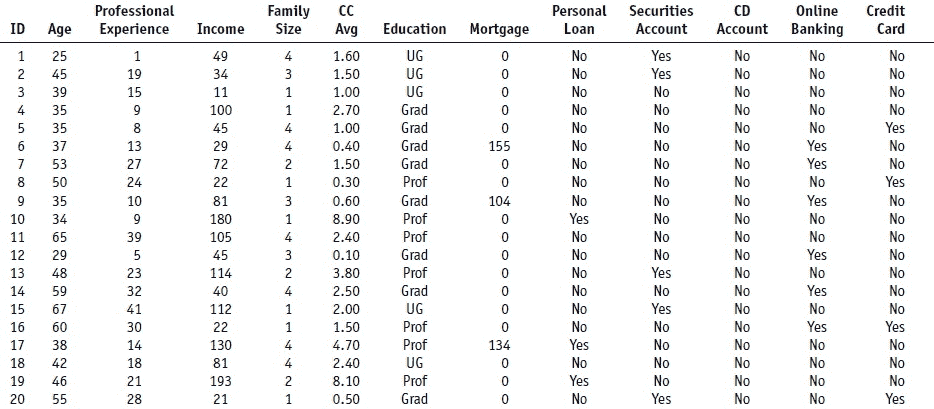 Professional Family CC Personal Securities CD Online Credit
ID Age Experience Income Size Avg Education Mortgage Loan Account Account Banking Card
1 25 1 49 4 1.60 UG 0 No Yes No No No
2 45 19 34 3 1.50 UG 0 No Yes No No No
3 39 15 11 1 1.00 UG 0 No No No No No
4 35 9 100 1 2.70 Grad 0 No No No No No
5 35 8 45 4 1.00 Grad 0 No No No No Yes
6 37 13 29 4 0.40 Grad 155 No No No Yes No
7 53 27 72 2 1.50 Grad 0 No No No Yes No
8 50 24 22 1 0.30 Prof 0 No No No No Yes
9 35 10 81 3 0.60 Grad 104 No No No Yes No
10 34 9 180 1 8.90 Prof 0 Yes No No No No
11 65 39 105 4 2.40 Prof 0 No No No No No
12 29 5 45 3 0.10 Grad 0 No No No Yes No
13 48 23 114 2 3.80 Prof 0 No Yes No No No
14 59 32 40 4 2.50 Grad 0 No No No Yes No
15 67 41 112 1 2.00 UG 0 No Yes No No No
16 60 30 22 1 1.50 Prof 0 No No No Yes Yes
17 38 14 130 4 4.70 Prof 134 Yes No No No No
18 42 18 81 4 2.40 UG 0 No No No No No
19 46 21 193 2 8.10 Prof 0 Yes No No No No
20 55 28 21 1 0.50 Grad 0 No Yes No No Yes